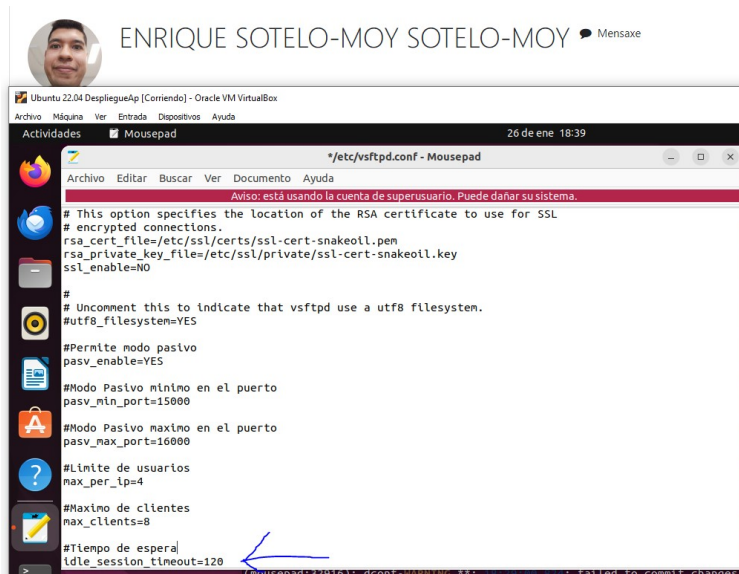 ENRIQUE SOTELO-MOY SOTELO-MOY Mensaxe
Ubuntu 22.04 DespliegueAp [Corriendo] - Oracle VM VirtualBox
Archivo Máquina Ver Entrada Dispositivos Ayuda
Actividades Mousepad 26 de ene 18:39
*/etc/vsftpd.conf - Mousepad
Archivo Editar Buscar Ver Documento Ayuda
Aviso: está usando la cuenta de superusuario. Puede dañar su sistema.
# This option specifies the location of the RSA certificate to use for SSL
# encrypted connections.
rsa_cert_file=/etc/ssl/certs/ssl-cert-snakeoil.pem
rsa_private_key_file=/etc/ssl/private/ssl-cert-snakeoil.key
ssl_enable=NO
#
# Uncomment this to indicate that vsftpd use a utf8 filesystem.
#utf8_filesystem=YES
#Permite modo pasivo
pasv_enable=YES
#Modo Pasivo minimo en el puerto
pasv_min_port=15000
#Modo Pasivo maximo en el puerto
pasv_max_port=16000
#Limite de usuarios
max_per_ip=4
#Maximo de clientes
max_clients=8
#Tiempo de espera
idle_session_timeout=120
failed to commit changes